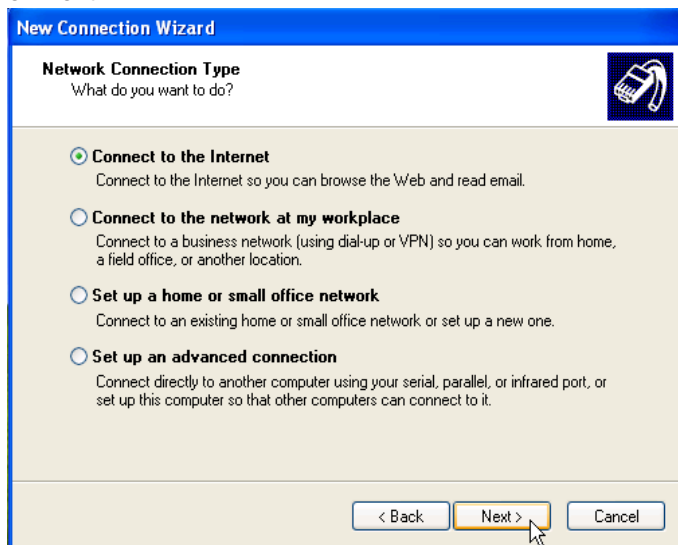 New Connection Wizard
Network Connection Type
What do you want to do?
Connect to the Internet
Connect to the Internet so you can browse the Web and read email.
Connect to the network at my workplace
Connect to a business network (using dial-up or VPN) so you can work from home,
a field office, or another location.
Set up a home or small office network
Connect to an existing home or small office network or set up a new one.
Set up an advanced connection
Connect directly to another computer using your serial, parallel, or infrared port, or
set up this computer so that other computers can connect to it.
< Back Next > Cancel